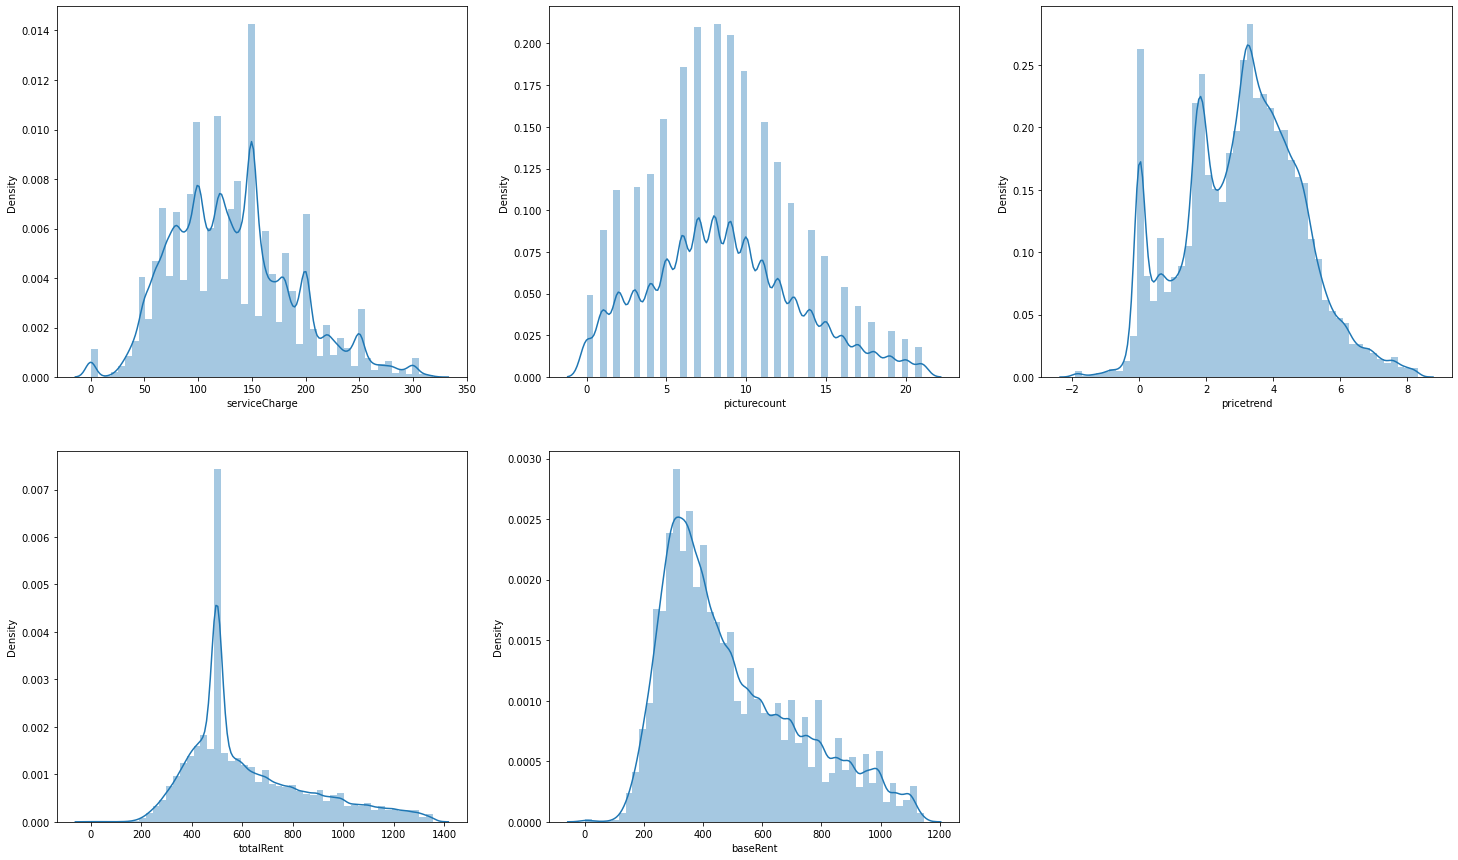 0.014
0.012
0.010
0.008
0.006
0.004
0.002
0.000
Density
0 50 100 150 200 250 300 350
serviceCharge
0.200
0.175
0.150
0.125
0.100
0.075
0.050
0.025
0.000
Density
0 5 10 15 20
picturecount
0.25
0.20
0.15
0.10
0.05
0.00
Density
−2 0 2 4 6 8
pricetrend
0.007
0.006
0.005
0.004
0.003
0.002
0.001
0.000
Density
0 200 400 600 800 1000 1200 1400
totalRent
0.0030
0.0025
0.0020
0.0015
0.0010
0.0005
0.0000
Density
0 200 400 600 800 1000 1200
baseRent